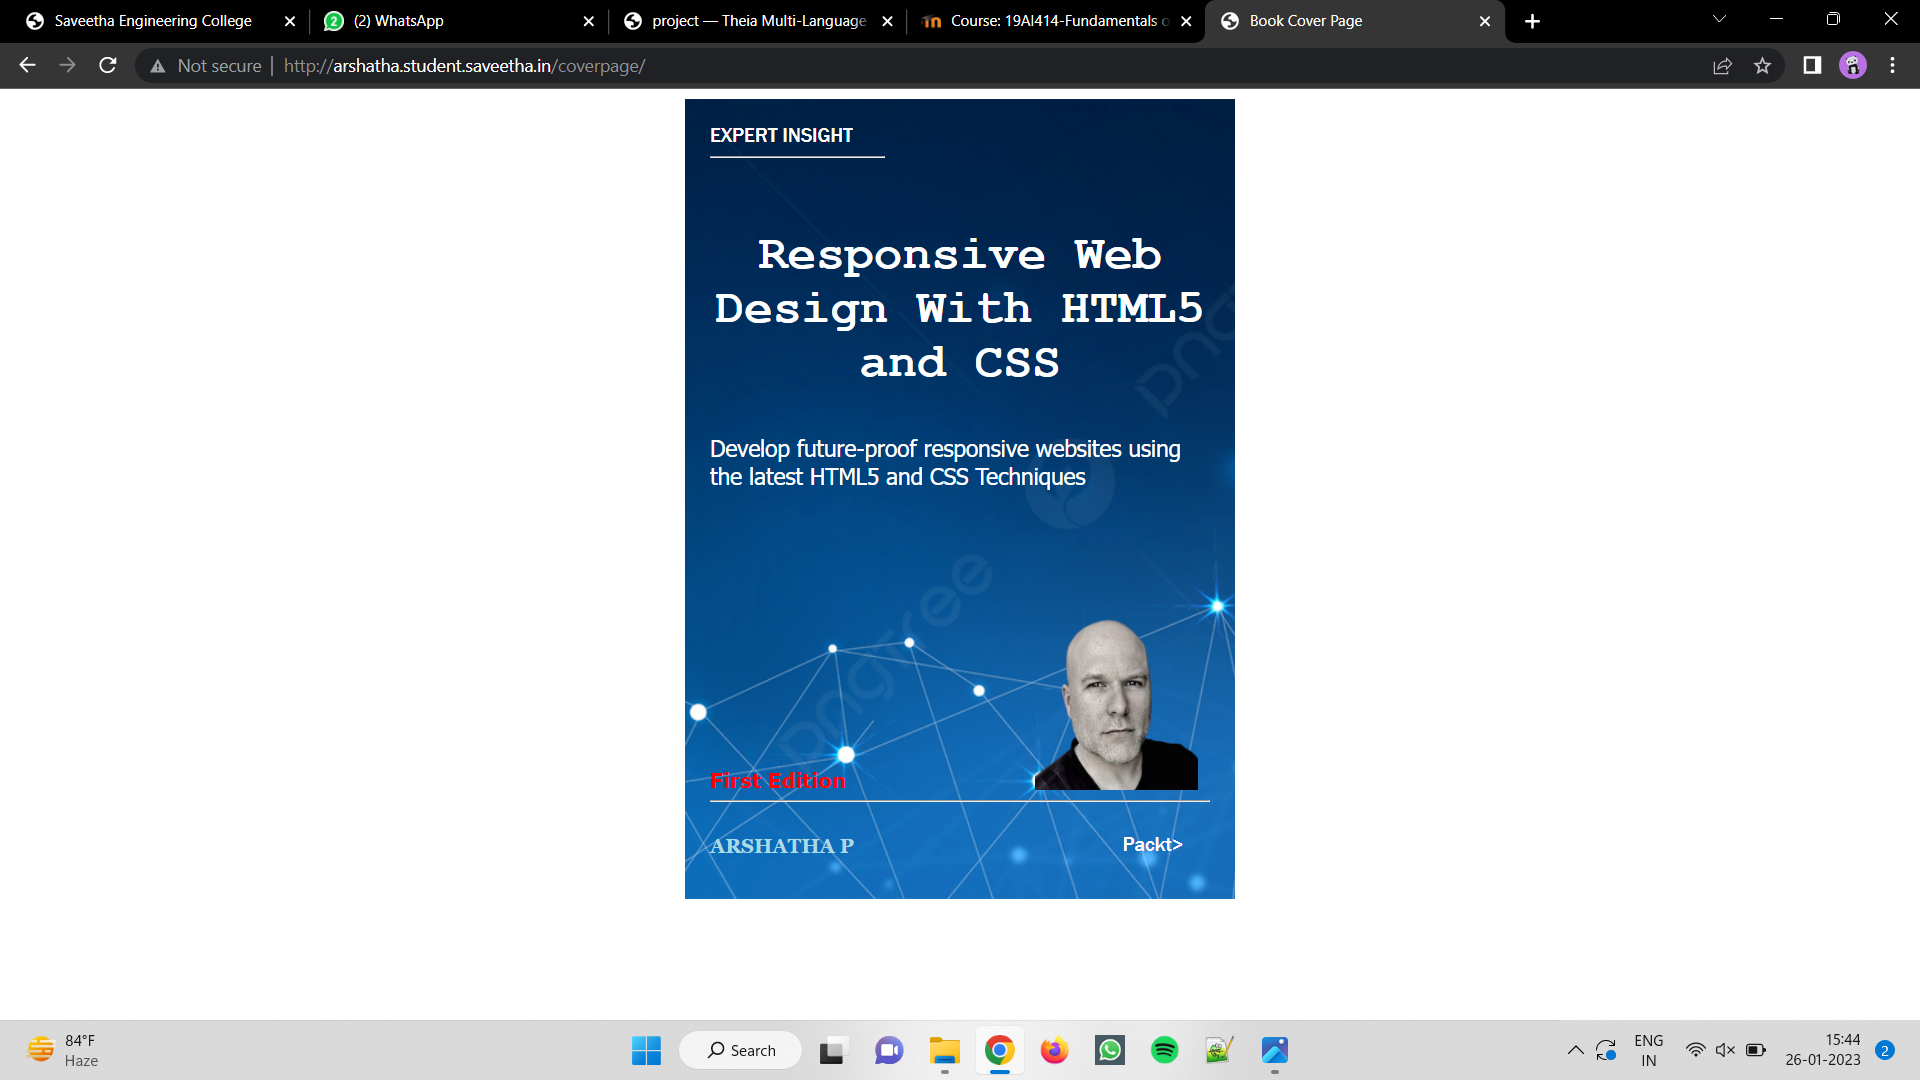 Saveetha Engineering College
(2) WhatsApp
project — Theia Multi-Language
Course: 19AI414-Fundamentals o
Book Cover Page
Not secure
http://arshatha.student.saveetha.in/coverpage/
EXPERT INSIGHT
Responsive Web
Design With HTML5
and CSS
Develop future-proof responsive websites using
the latest HTML5 and CSS Techniques
pngtree
First Edition
ARSHATHA P
Packt>
84°F
Haze
Search
ENG
IN
15:44
26-01-2023
2